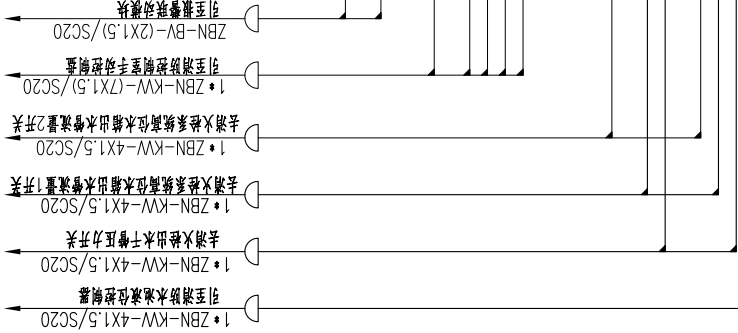 1 * ZBN-KW-4X1.5/SC20
引至消防水池液位控制器
1 * ZBN-KW-4X1.5/SC20
去消火栓出水干管压力开关
1 * ZBN-KW-4X1.5/SC20
去消火栓系统高位水箱出水管流量1开关
1 * ZBN-KW-4X1.5/SC20
去消火栓系统高位水箱出水管流量2开关
1 * ZBN-KW-(7X1.5)/SC20
引至消防控制室手动控制盘
ZBN-BV-(2X1.5)/SC20
引至报警联动模块